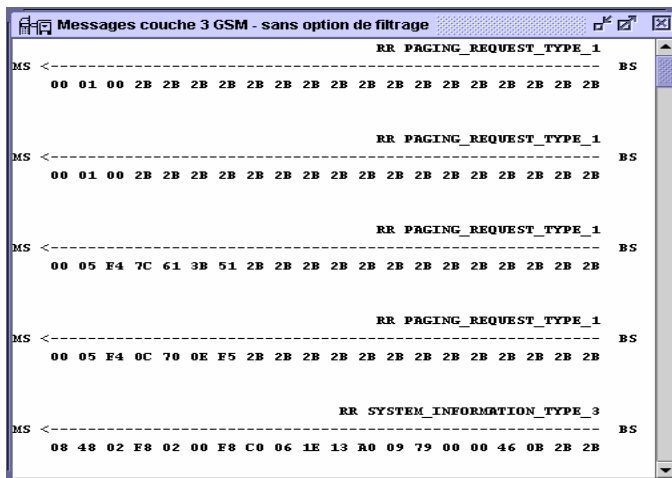 Messages couche 3 GSM - sans option de filtrage
RR PAGING_REQUEST_TYPE_1
MS <------------------------------------------------------------- BS
00 01 00 2B 2B 2B 2B 2B 2B 2B 2B 2B 2B 2B 2B 2B 2B 2B 2B 2B
RR PAGING_REQUEST_TYPE_1
MS <------------------------------------------------------------- BS
00 01 00 2B 2B 2B 2B 2B 2B 2B 2B 2B 2B 2B 2B 2B 2B 2B 2B 2B
RR PAGING_REQUEST_TYPE_1
MS <------------------------------------------------------------- BS
00 05 F4 7C 61 3B 51 2B 2B 2B 2B 2B 2B 2B 2B 2B 2B 2B 2B 2B
RR PAGING_REQUEST_TYPE_1
MS <------------------------------------------------------------- BS
00 05 F4 0C 70 0E F5 2B 2B 2B 2B 2B 2B 2B 2B 2B 2B 2B 2B 2B
RR SYSTEM_INFORMATION_TYPE_3
MS <------------------------------------------------------------- BS
08 48 02 F8 02 00 F8 C0 06 1E 13 A0 09 79 00 00 46 0B 2B 2B